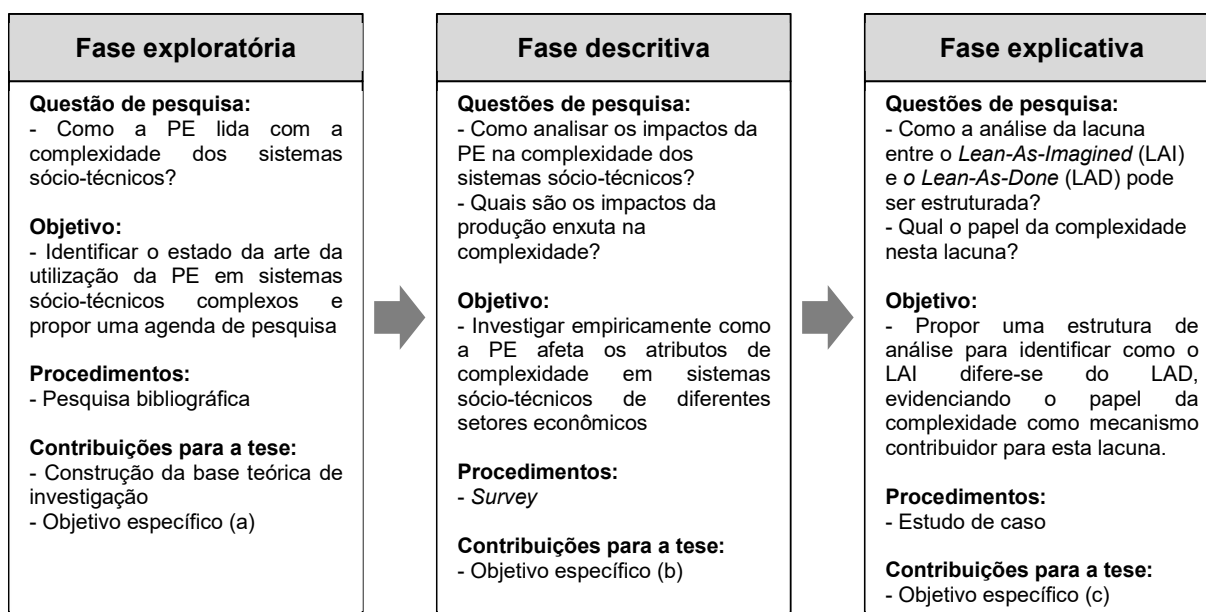 Fase exploratória
Questão de pesquisa:
- Como a PE lida com a
complexidade dos sistemas
sócio-técnicos?
Objetivo:
- Identificar o estado da arte da
utilização da PE em sistemas
sócio-técnicos complexos e
propor uma agenda de pesquisa
Procedimentos:
- Pesquisa bibliográfica
Contribuições para a tese:
- Construção da base teórica de
investigação
- Objetivo específico (a)
Fase descritiva
Questões de pesquisa:
- Como analisar os impactos da
PE na complexidade dos
sistemas sócio-técnicos?
- Quais são os impactos da
produção enxuta na
complexidade?
Objetivo:
- Investigar empiricamente como
a PE afeta os atributos de
complexidade em sistemas
sócio-técnicos de diferentes
setores econômicos
Procedimentos:
- Survey
Contribuições para a tese:
- Objetivo específico (b)
Fase explicativa
Questões de pesquisa:
- Como a análise da lacuna
entre o Lean-As-Imagined (LAI)
e o Lean-As-Done (LAD) pode
ser estruturada?
- Qual o papel da complexidade
nesta lacuna?
Objetivo:
- Propor uma estrutura de
análise para identificar como o
LAI difere-se do LAD,
evidenciando o papel da
complexidade como mecanismo
contribuidor para esta lacuna.
Procedimentos:
- Estudo de caso
Contribuições para a tese:
- Objetivo específico (c)